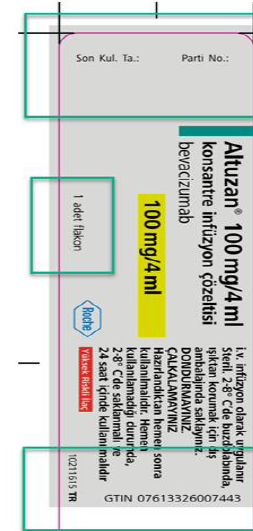 Son Kul. Ta.:
Parti No.:
Altuzan® 100 mg/4 ml
konsantre infüzyon çözeltisi
bevacizumab
100 mg/4 ml
1 adet flakon
i.v. infüzyon olarak uygulanır
Steril. 2-8° C'de buzdolabında,
ışıktan korumak için dış
ambalajında saklayınız.
DONDURMAYINIZ
ÇALKALAMAYINIZ
Hazırlandıktan hemen sonra
kullanılmalıdır. Hemen
kullanılmadığı durumda,
2-8° C'de saklanmalı ve
24 saat içinde kullanılmalıdır
Roche
Yüksek Riskli İlaç
10211615 TR
GTIN 07613326007443